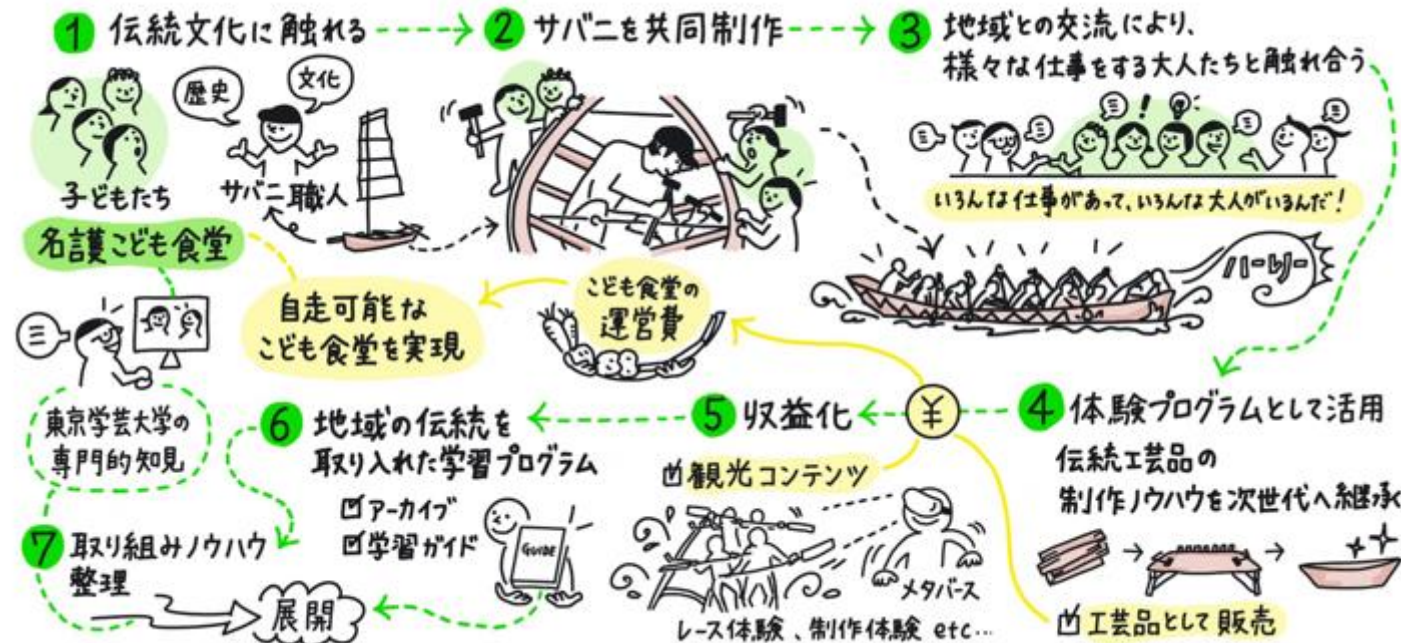 1 伝統文化に触れる
歴史
文化
子どもたち
サバニ職人
2 サバニを共同制作
3 地域との交流により、
様々な仕事をする大人たちと触れ合う
いろんな仕事があって、いろんな大人がいるんだ!
ハーリー
4 体験プログラムとして活用
伝統工芸品の
制作ノウハウを次世代へ継承
☑工芸品として販売
¥
5 収益化
☑観光コンテンツ
メタバース
レース体験、制作体験 etc…
こども食堂の
運営費
自走可能な
こども食堂を実現
名護こども食堂
6 地域の伝統を
取り入れた学習プログラム
☑アーカイブ
☑学習ガイド
GUIDE
東京学芸大学の
専門的知見
7 取り組みノウハウ
整理
展開